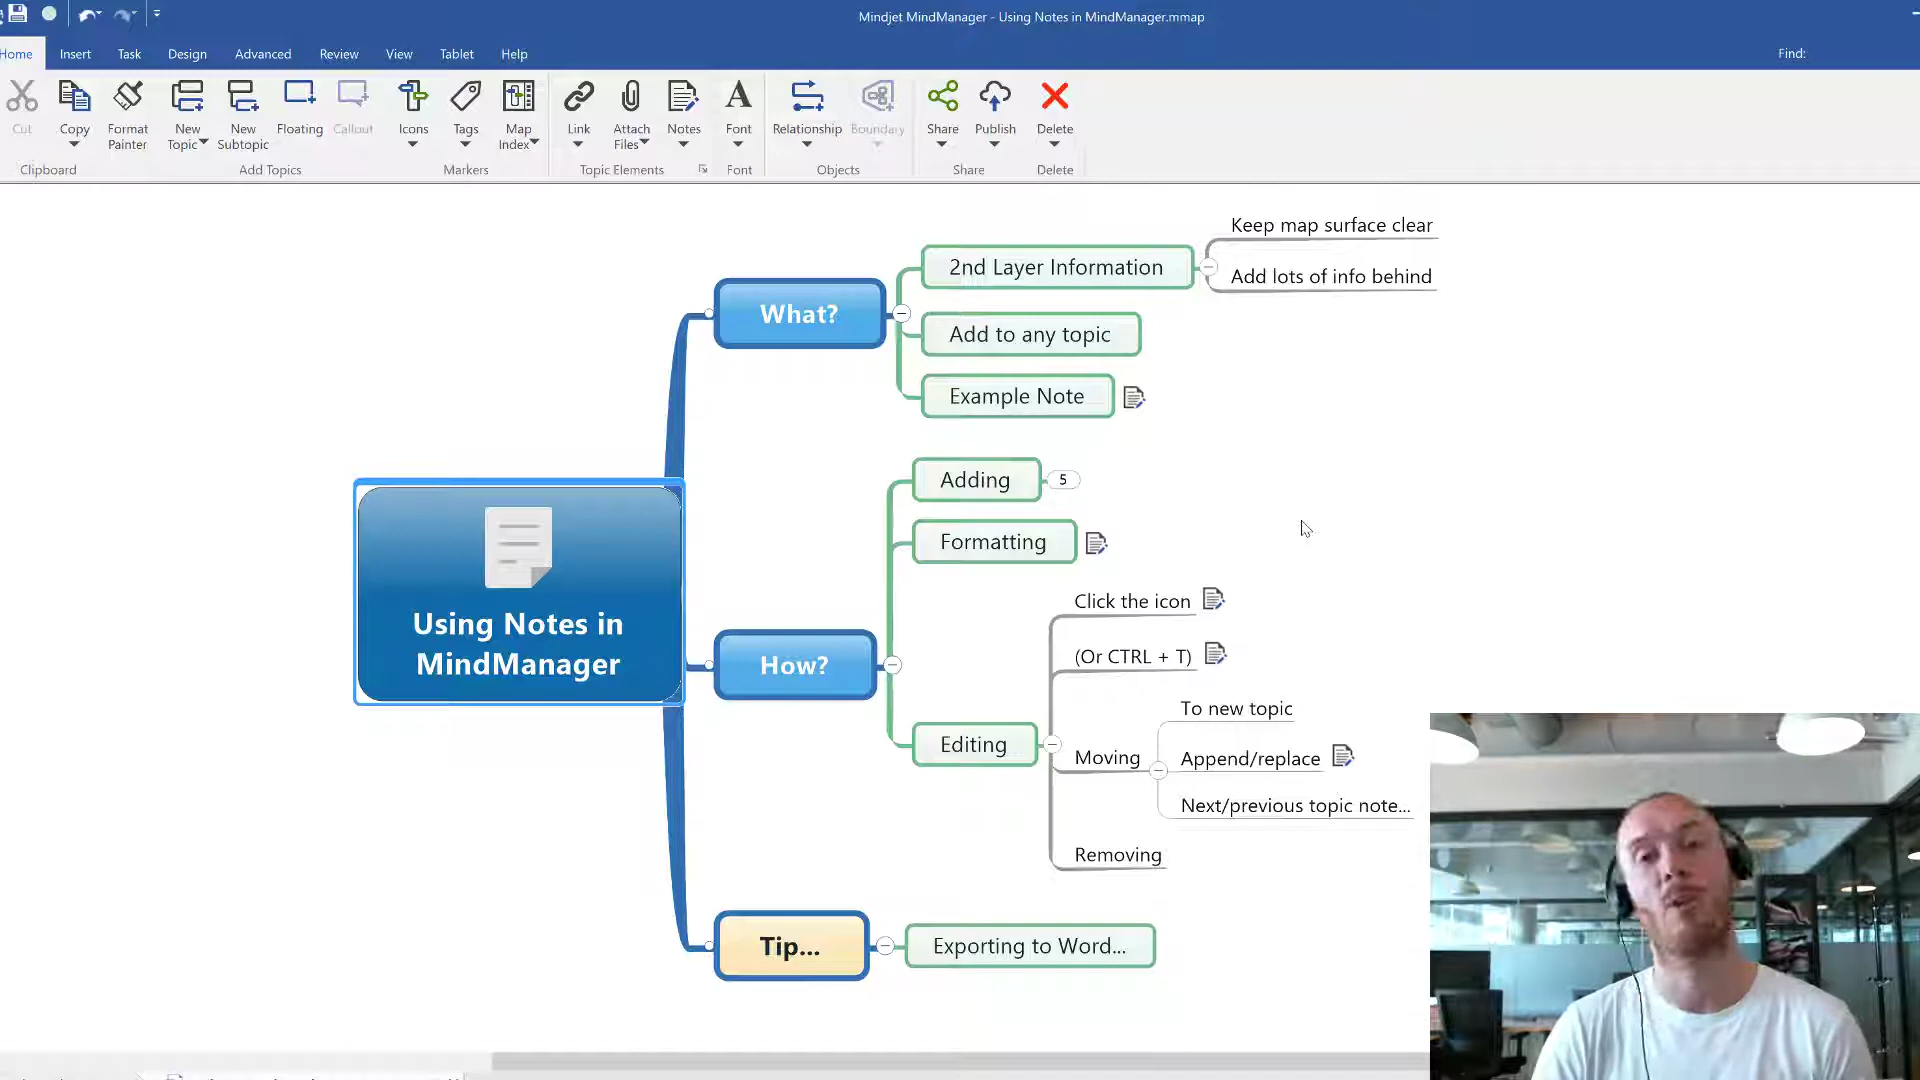 Mindjet MindManager - Using Notes in MindManager.mmap
Home Insert Task Design Advanced Review View Tablet Help Find:
Cut
Copy
Format Painter
New Topic
New Subtopic
Floating
Callout
Icons
Tags
Map Index
Link
Attach Files
Notes
Font
Relationship
Boundary
Share
Publish
Delete
Clipboard Add Topics Markers Topic Elements Font Objects Share Delete
Using Notes in
MindManager
What?
2nd Layer Information
Keep map surface clear
Add lots of info behind
Add to any topic
Example Note
How?
Adding
5
Formatting
Editing
Click the icon
(Or CTRL + T)
Moving
To new topic
Append/replace
Next/previous topic note...
Removing
Tip...
Exporting to Word...